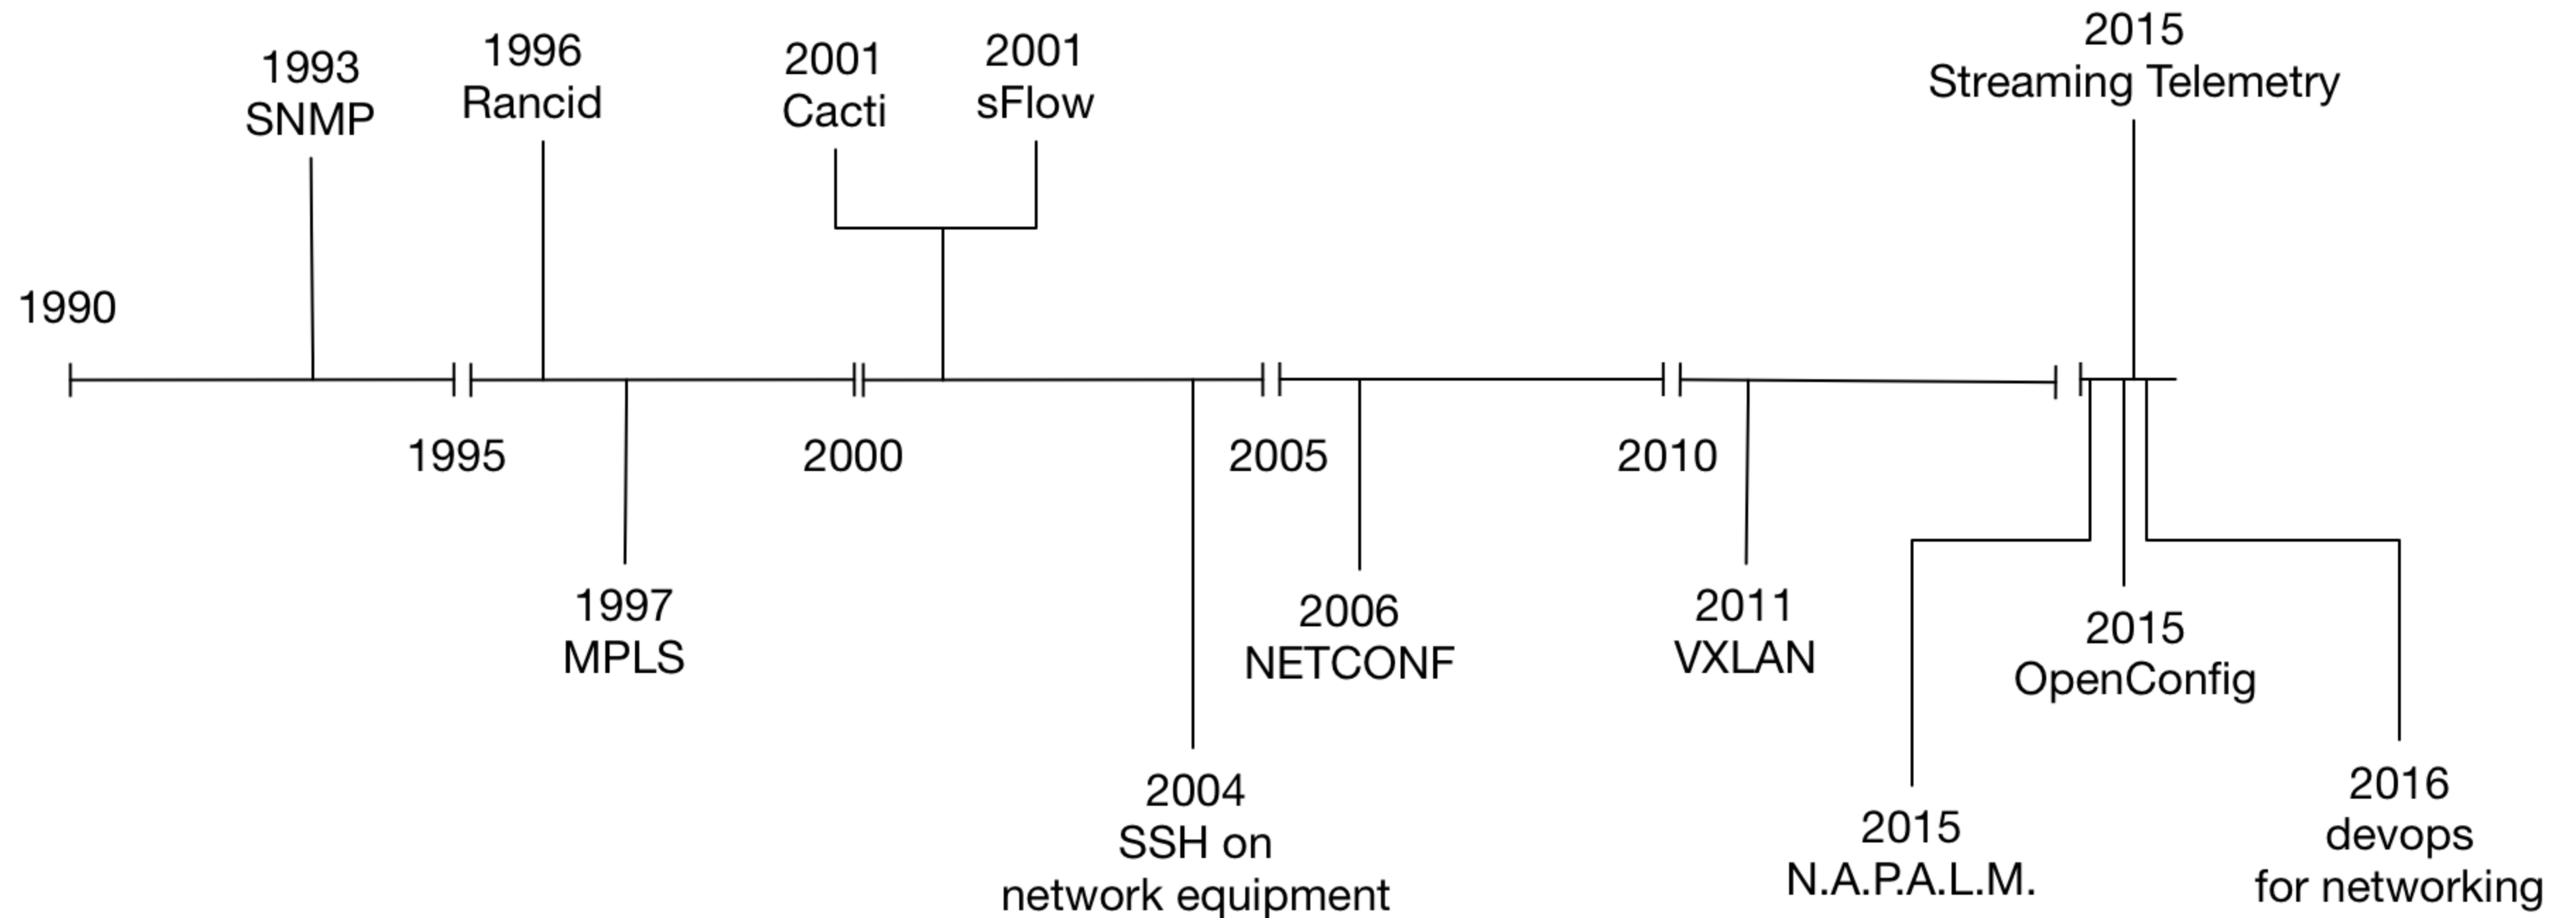 1993
SNMP
1996
Rancid
2001
Cacti
2001
sFlow
2015
Streaming Telemetry
1990
1995
2000
2005
2010
1997
MPLS
2004
SSH on
network equipment
2006
NETCONF
2011
VXLAN
2015
N.A.P.A.L.M.
2015
OpenConfig
2016
devops
for networking